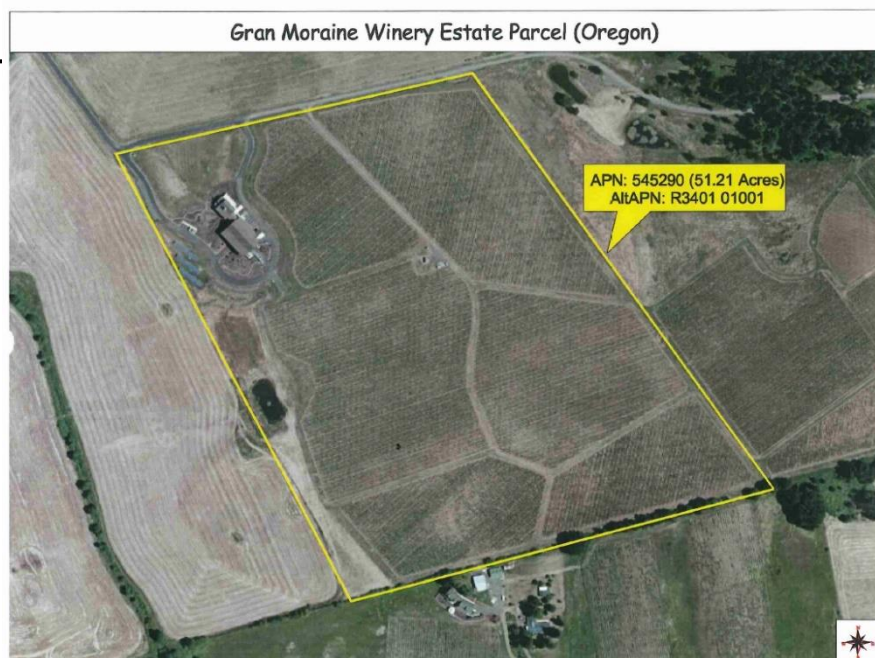 Gran Moraine Winery Estate Parcel (Oregon)
APN: 545290 (51.21 Acres)
AltAPN: R3401 01001